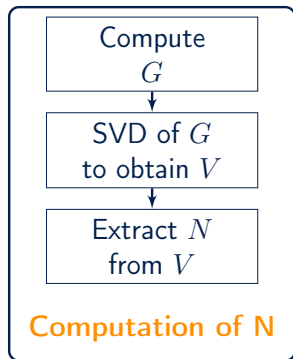 Compute
G
SVD of G
to obtain V
Extract N
from V
Computation of N